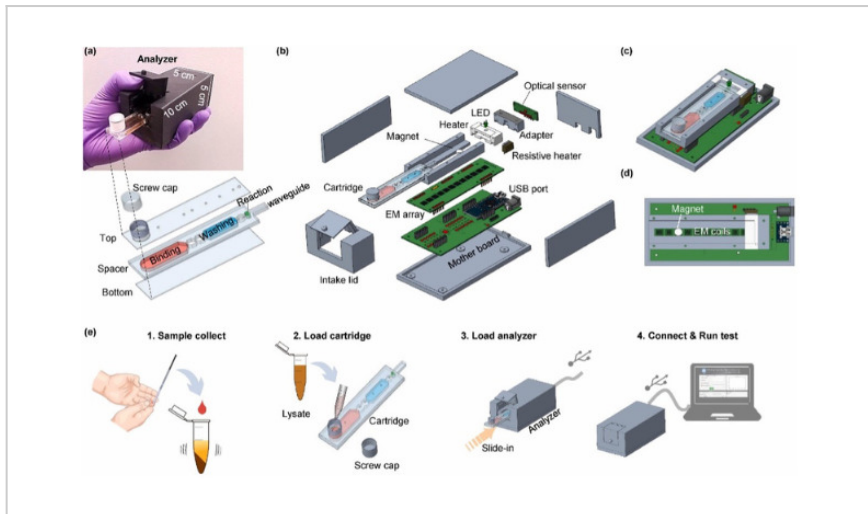 (a)
Analyzer
5 cm
5 cm
10 cm
Screw cap
Reaction
waveguide
Top
Washing
Binding
Spacer
Bottom
(b)
Optical sensor
LED
Heater
Adapter
Magnet
Resistive heater
Cartridge
USB port
EM array
Mother board
Intake lid
(c)
(d)
Magnet
EM coils
(e)
1. Sample collect
2. Load cartridge
Lysate
Cartridge
Screw cap
3. Load analyzer
Analyzer
Slide-in
4. Connect & Run test